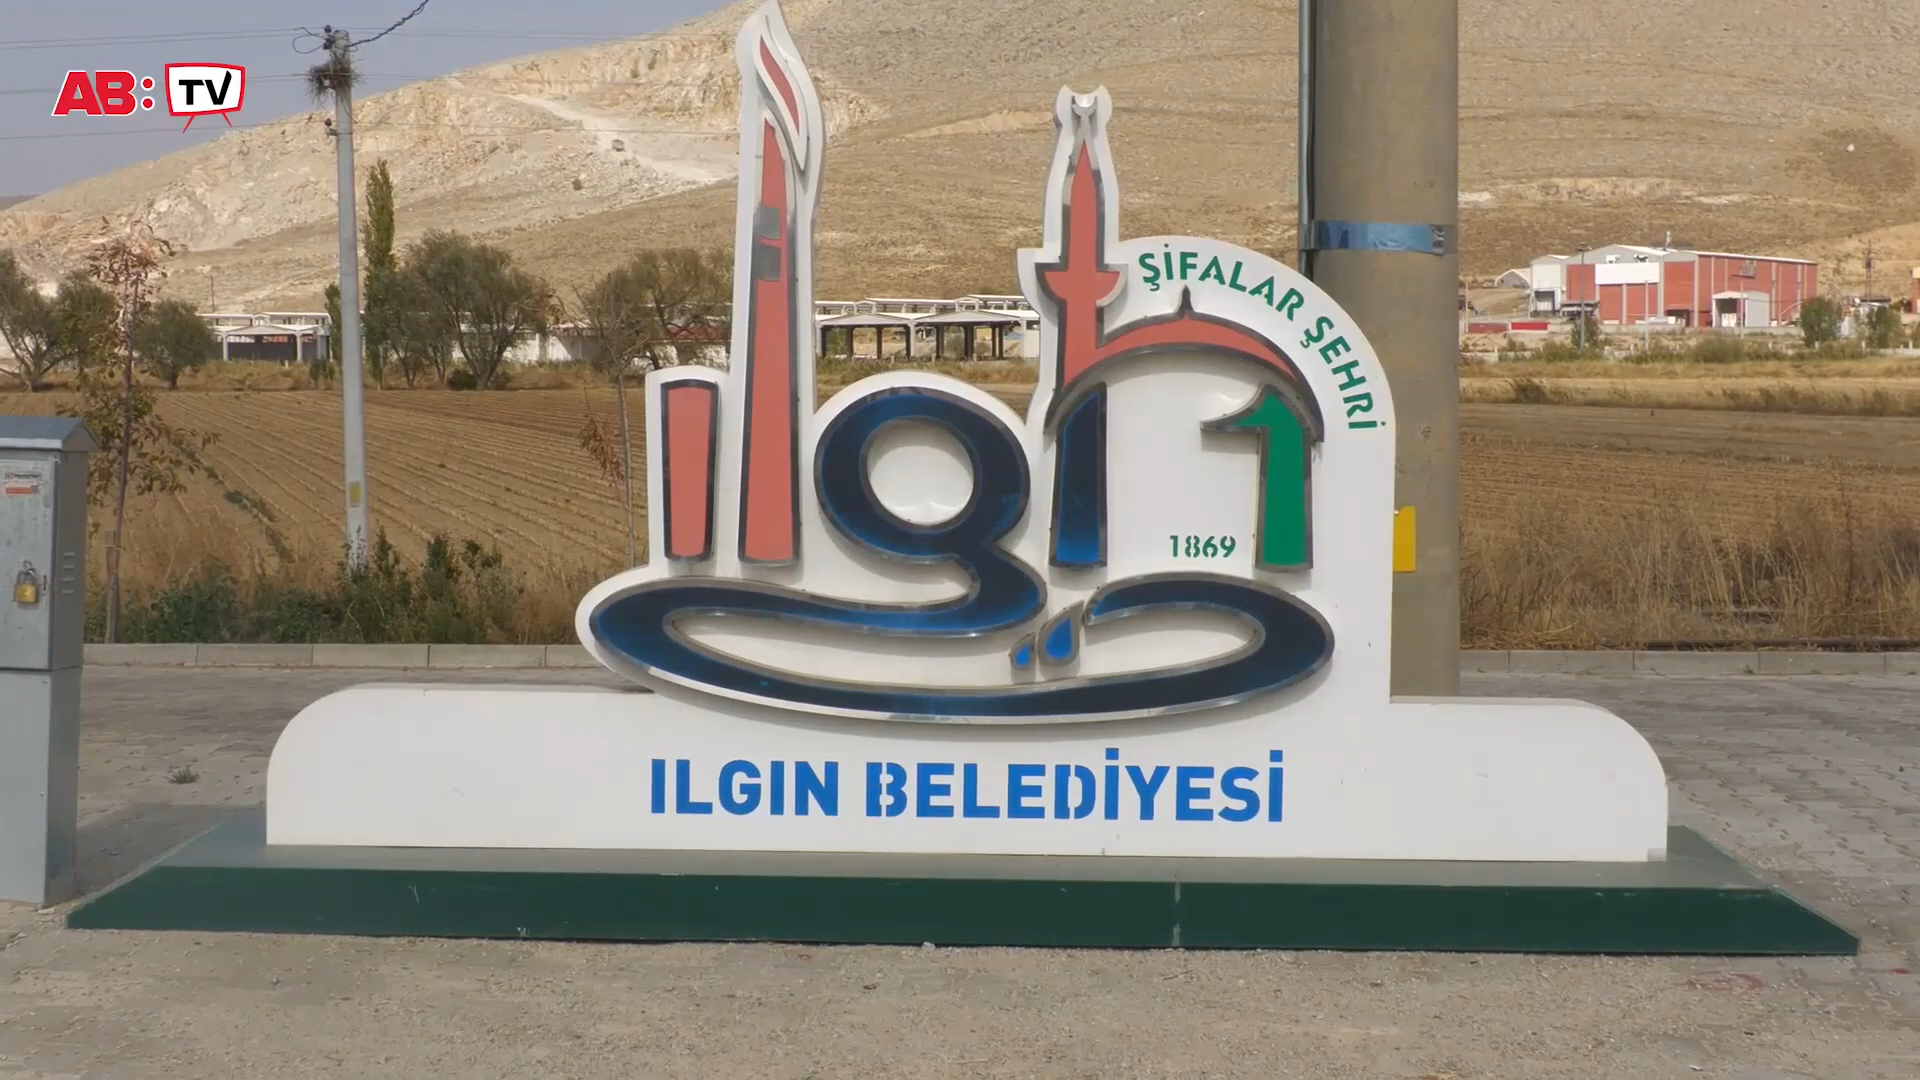 AB: TV
ŞİFALAR ŞEHRİ
ılgın
1869
ILGIN BELEDİYESİ